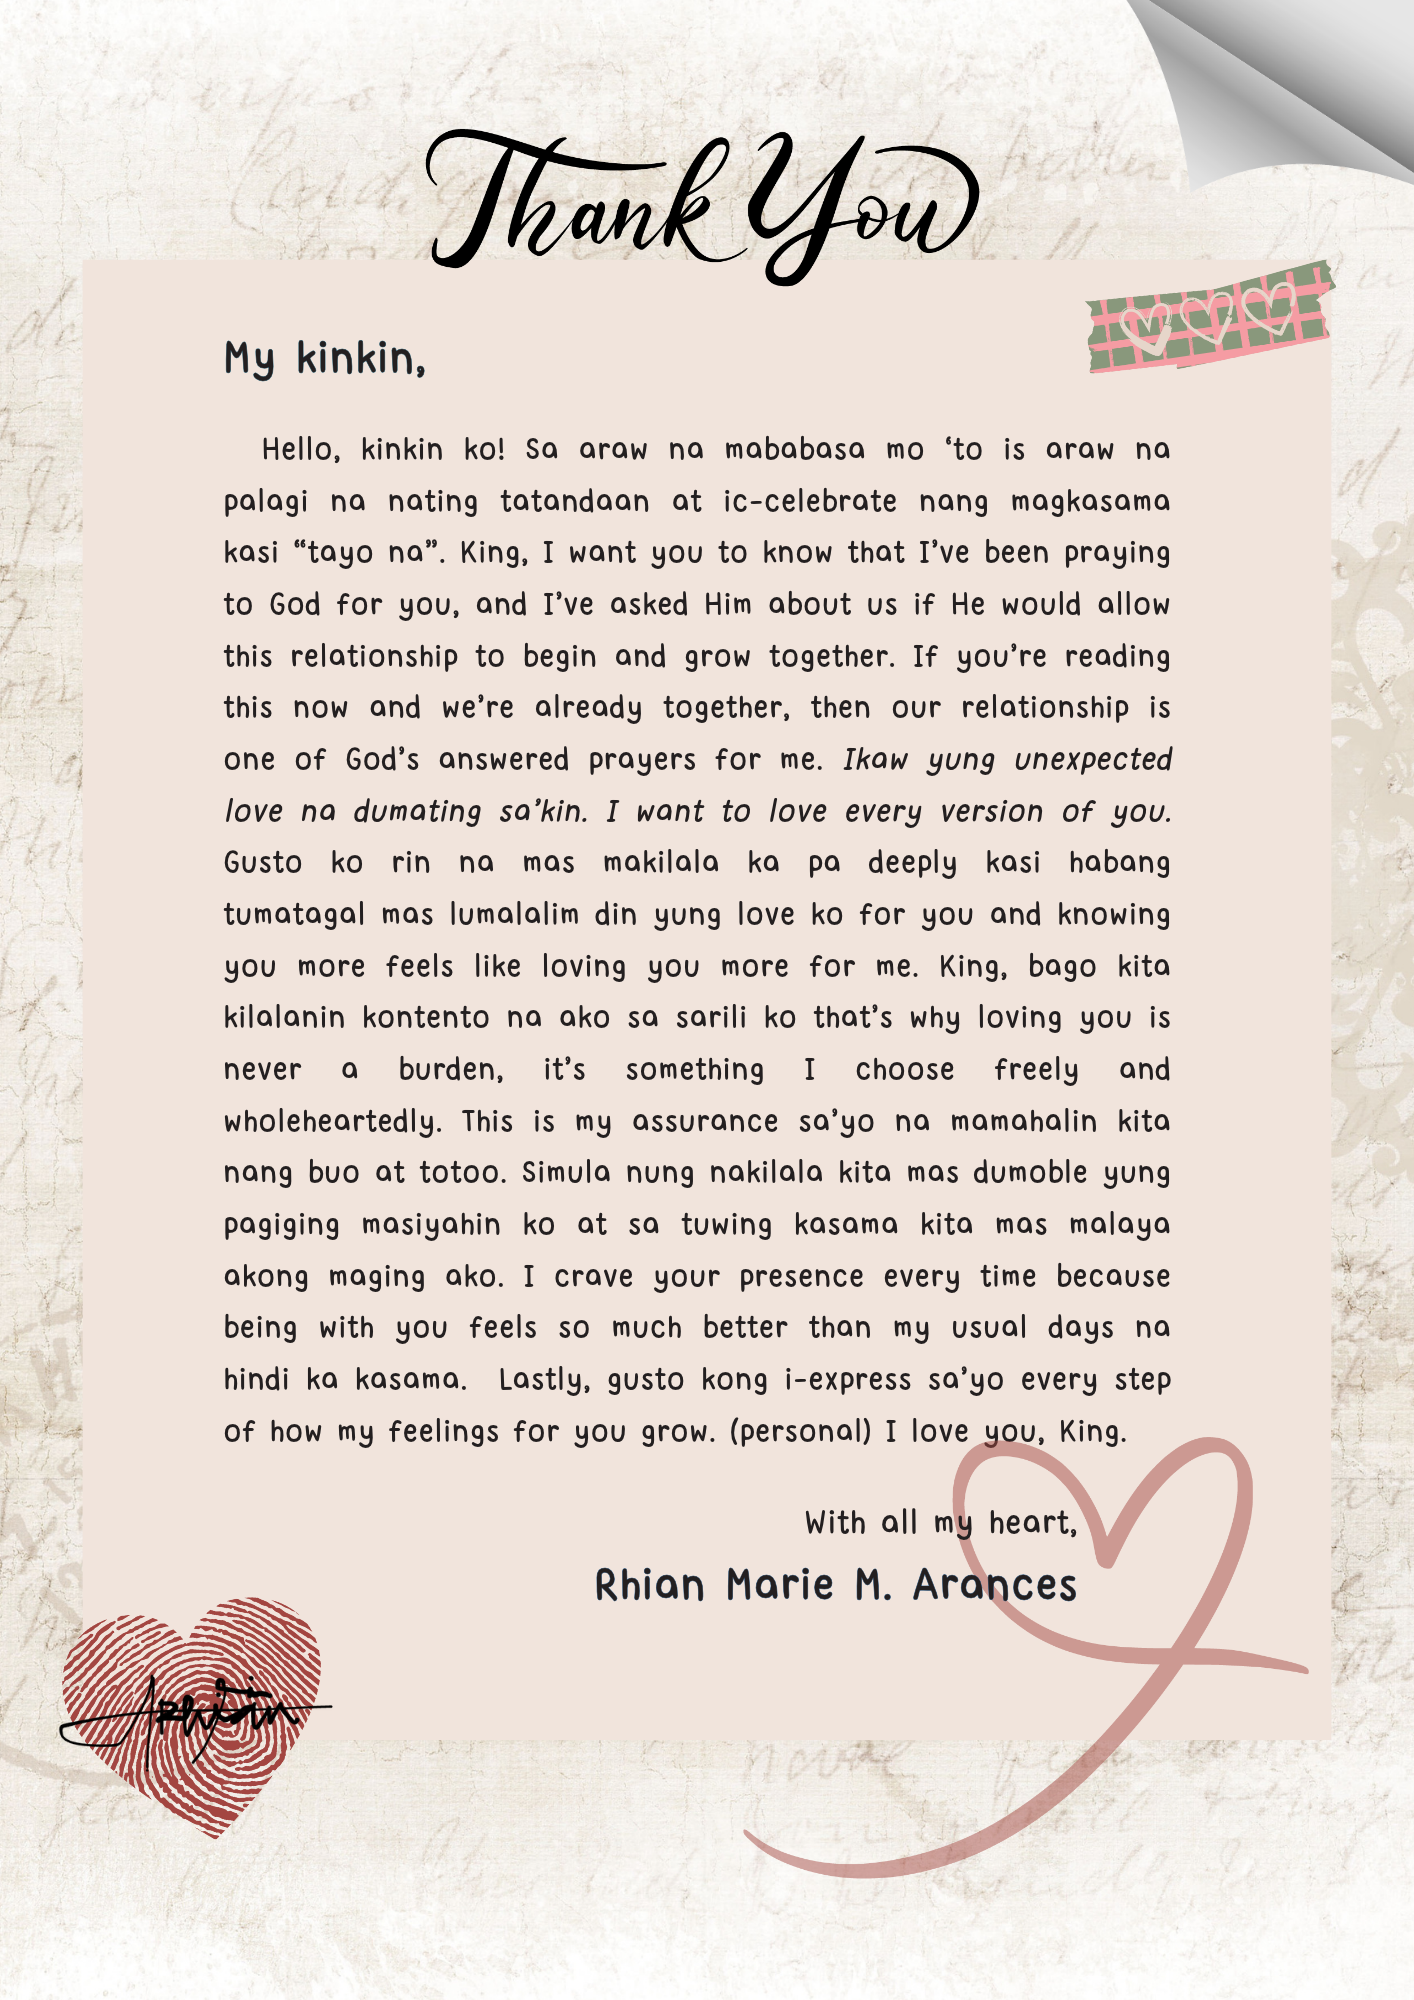 Thank You
My kinkin,
Hello, kinkin ko! Sa araw na mababasa mo ‘to is araw na
palagi na nating tatandaan at ic-celebrate nang magkasama
kasi “tayo na”. King, I want you to know that I’ve been praying
to God for you, and I’ve asked Him about us if He would allow
this relationship to begin and grow together. If you’re reading
this now and we’re already together, then our relationship is
one of God’s answered prayers for me. Ikaw yung unexpected
love na dumating sa’kin. I want to love every version of you.
Gusto ko rin na mas makilala ka pa deeply kasi habang
tumatagal mas lumalalim din yung love ko for you and knowing
you more feels like loving you more for me. King, bago kita
kilalanin kontento na ako sa sarili ko that’s why loving you is
never a burden, it’s something I choose freely and
wholeheartedly. This is my assurance sa’yo na mamahalin kita
nang buo at totoo. Simula nung nakilala kita mas dumoble yung
pagiging masiyahin ko at sa tuwing kasama kita mas malaya
akong maging ako. I crave your presence every time because
being with you feels so much better than my usual days na
hindi ka kasama. Lastly, gusto kong i-express sa’yo every step
of how my feelings for you grow. (personal) I love you, King.
With all my heart,
Rhian Marie M. Arances